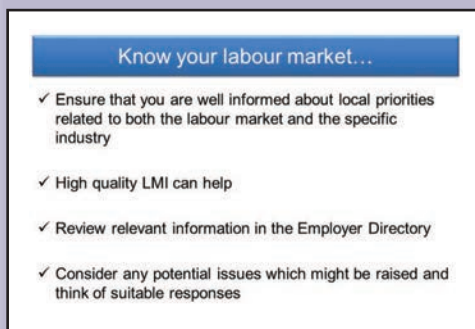 Know your labour market…
✓ Ensure that you are well informed about local priorities
related to both the labour market and the specific
industry
✓ High quality LMI can help
✓ Review relevant information in the Employer Directory
✓ Consider any potential issues which might be raised and
think of suitable responses